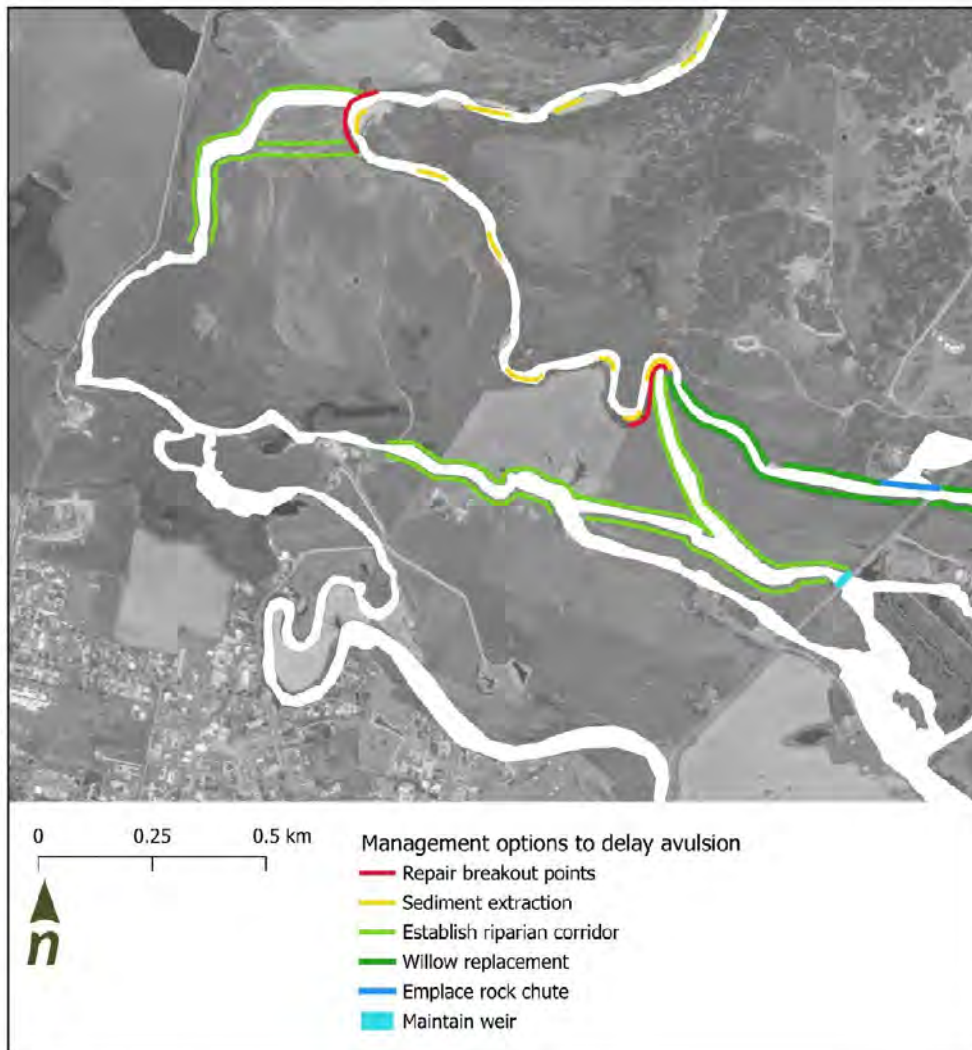 0 0.25 0.5 km
n
Management options to delay avulsion
Repair breakout points
Sediment extraction
Establish riparian corridor
Willow replacement
Emplace rock chute
Maintain weir